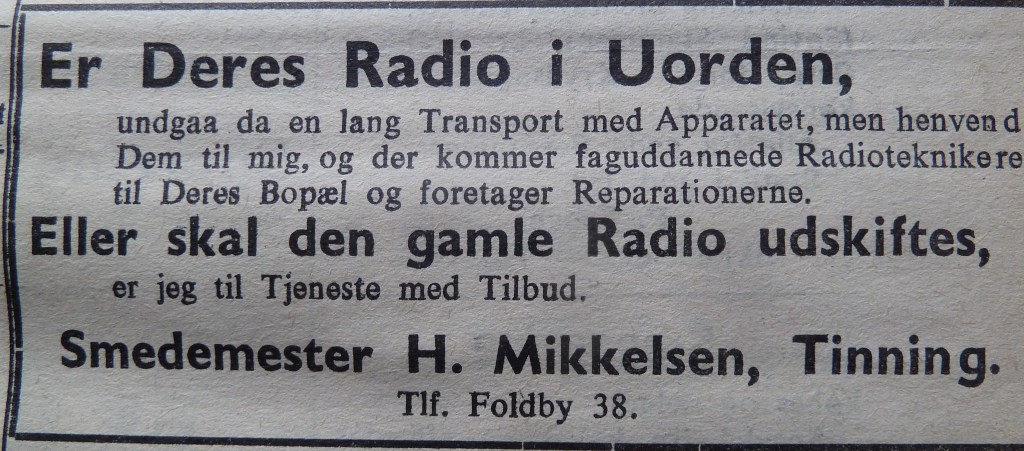 Er Deres Radio i Uorden,
undgaa da en lang Transport med Apparatet, men henvend
Dem til mig, og der kommer faguddannede Radioteknikere
til Deres Bopæl og foretager Reparationerne.
Eller skal den gamle Radio udskiftes,
er jeg til Tjeneste med Tilbud.
Smedemester H. Mikkelsen, Tinning.
Tlf. Foldby 38.